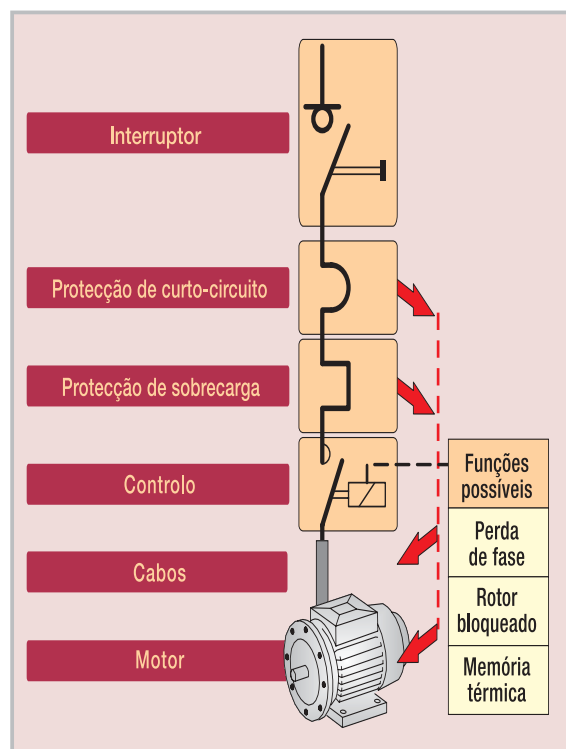 Interruptor
Protecção de curto-circuito
Protecção de sobrecarga
Controlo
Cabos
Motor
Funções
possíveis
Perda
de fase
Rotor
bloqueado
Memória
térmica